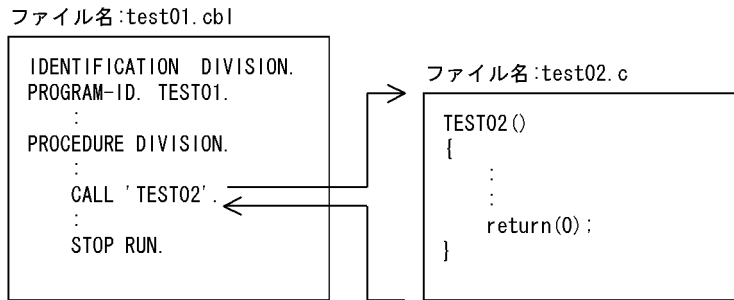 ファイル名:test01.cbl
IDENTIFICATION DIVISION.
PROGRAM-ID. TEST01.
:
PROCEDURE DIVISION.
:
CALL 'TEST02'.
:
STOP RUN.
ファイル名:test02.c
TEST02()
{
:
:
return(0);
}